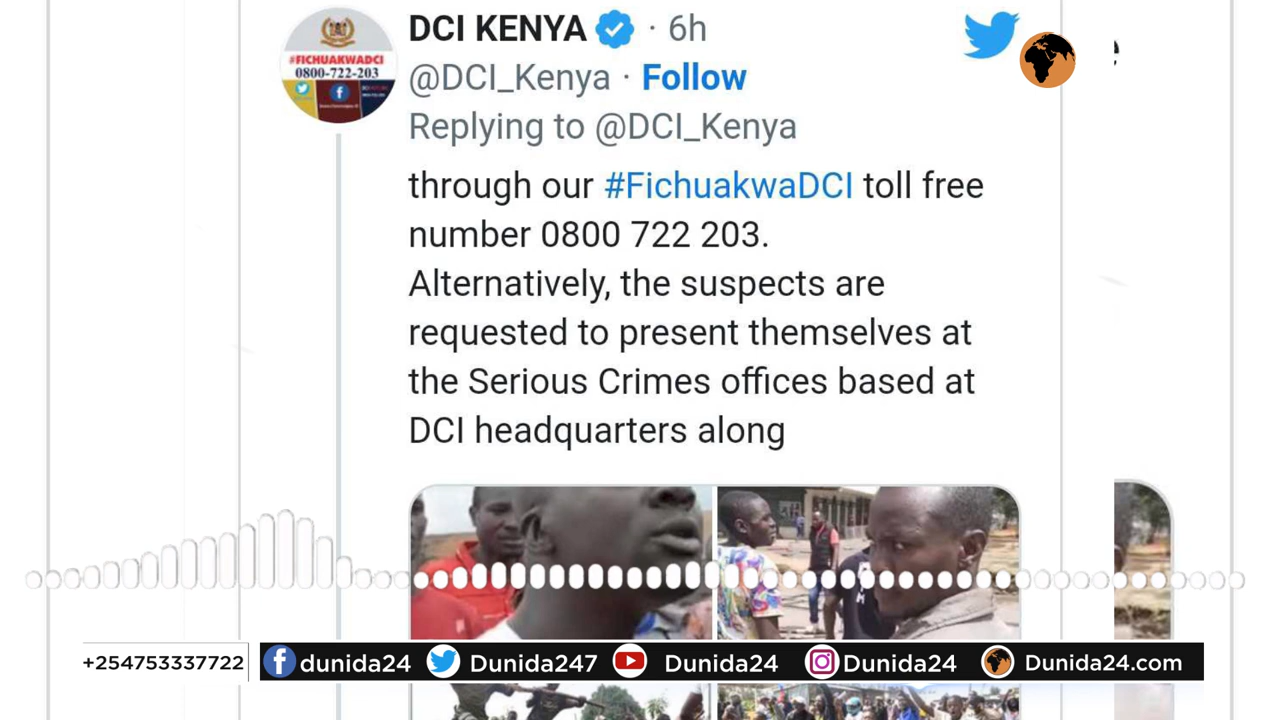 DCI KENYA · 6h
@DCI_Kenya · Follow
Replying to @DCI_Kenya
#FICHUAKWADCI
0800-722-203
through our #FichuakwaDCI toll free
number 0800 722 203.
Alternatively, the suspects are
requested to present themselves at
the Serious Crimes offices based at
DCI headquarters along
+254753337722 dunida24 Dunida247 Dunida24 Dunida24 Dunida24.com